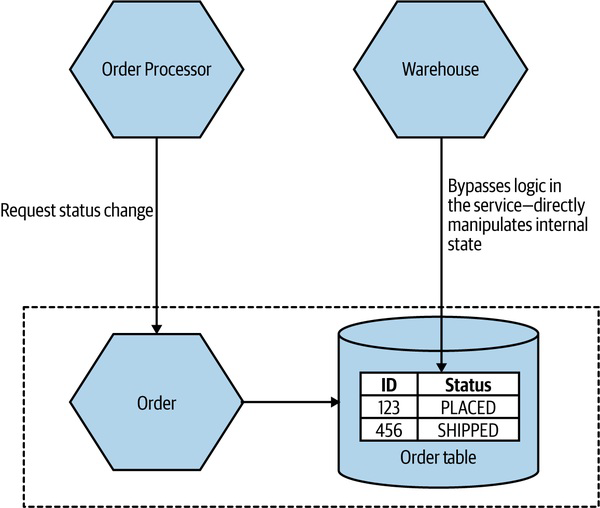 Order Processor
Warehouse
Request status change
Bypasses logic in
the service—directly
manipulates internal
state
Order
ID Status
123 PLACED
456 SHIPPED
Order table